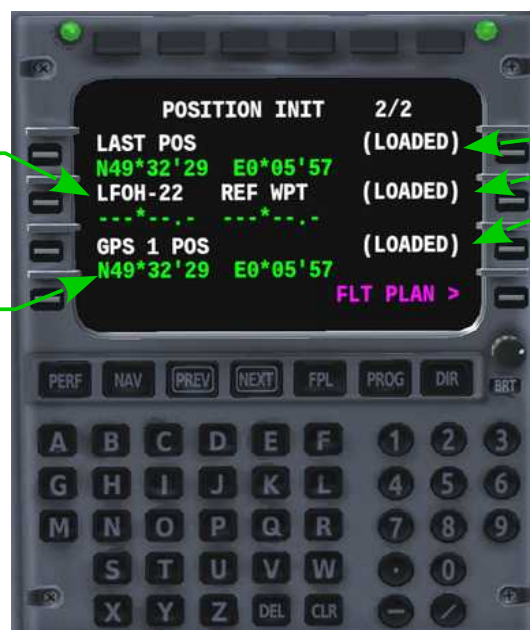 POSITION INIT 2/2
LAST POS (LOADED)
N49*32'29 E0*05'57
LFOH-22 REF WPT (LOADED)
---*--.- ---*--.-
GPS 1 POS (LOADED)
N49*32'29 E0*05'57
FLT PLAN >
PERF NAV PREV NEXT FPL PROG DIR BRT
A B C D E F 1 2 3
G H I J K L 4 5 6
M N O P Q R 7 8 9
S T U V W · 0
X Y Z DEL CLR - /